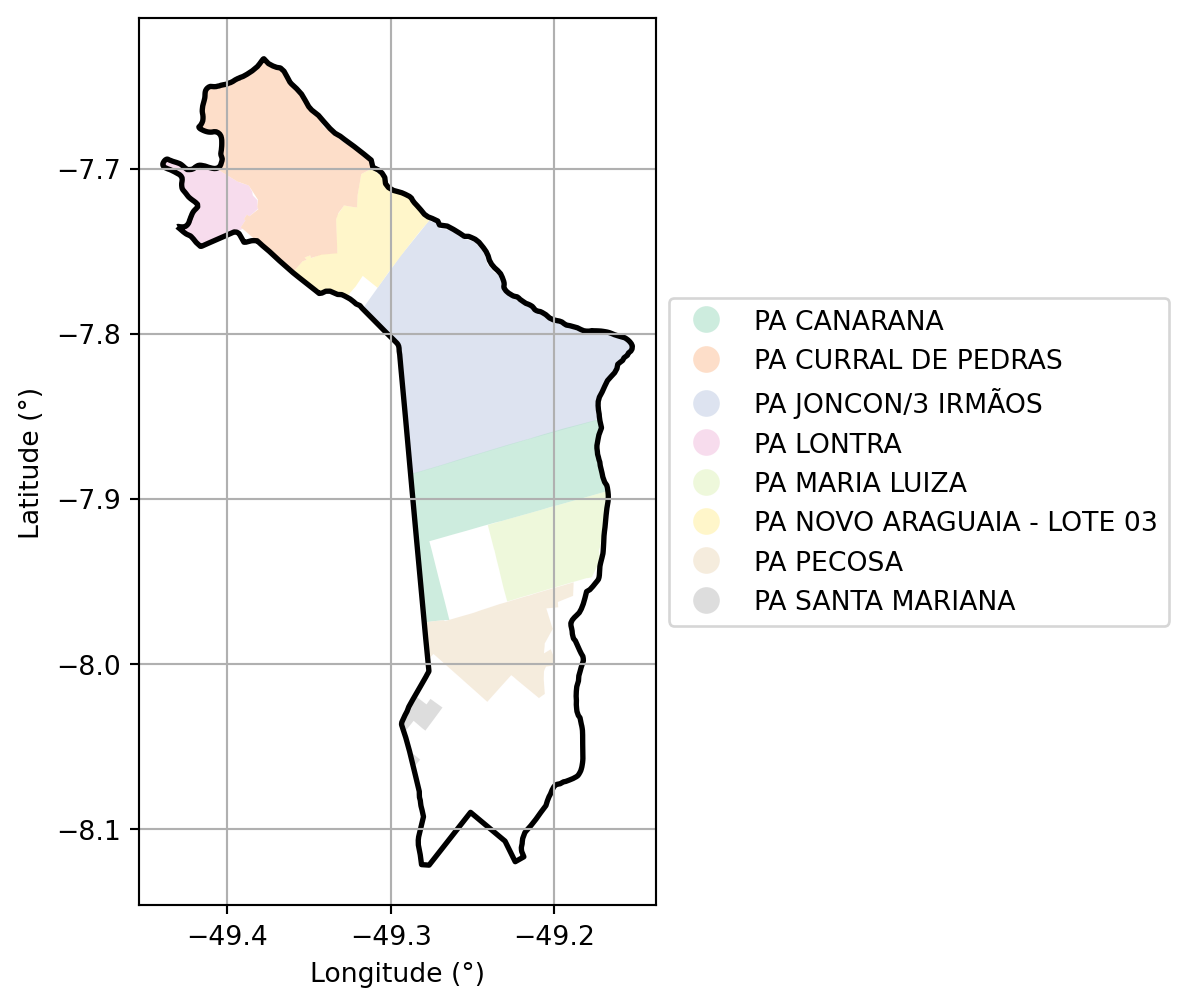 −7.7
−7.8
−7.9
−8.0
−8.1
Latitude (°)
−49.4
−49.3
−49.2
Longitude (°)
PA CANARANA
PA CURRAL DE PEDRAS
PA JONCON/3 IRMÃOS
PA LONTRA
PA MARIA LUIZA
PA NOVO ARAGUAIA - LOTE 03
PA PECOSA
PA SANTA MARIANA